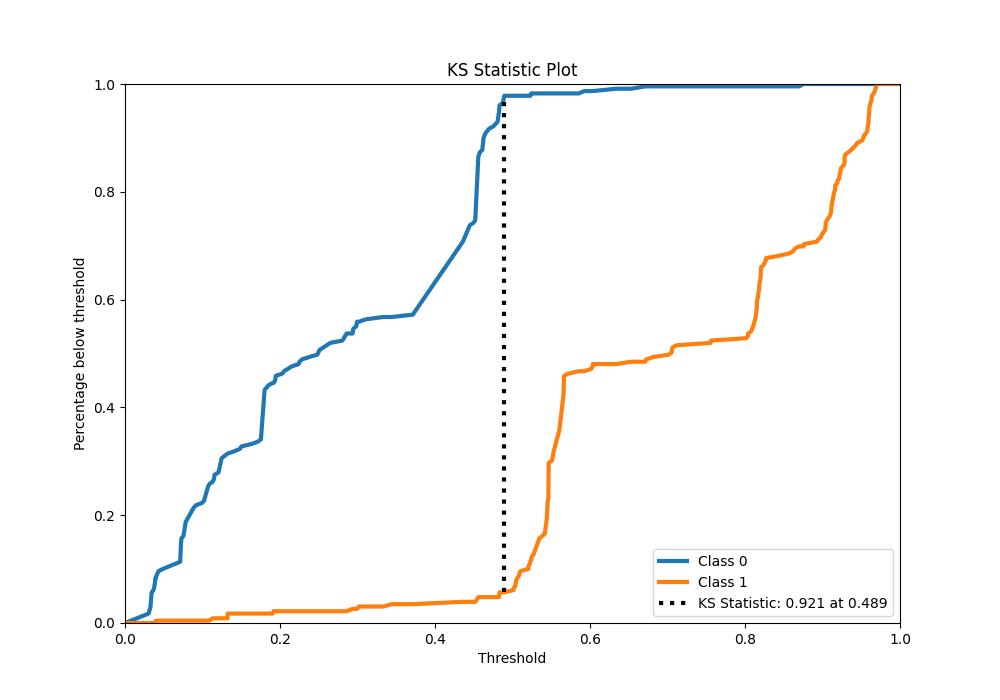 KS Statistic Plot
1.0
0.8
0.6
0.4
0.2
0.0
Percentage below threshold
0.0 0.2 0.4 0.6 0.8 1.0
Threshold
Class 0
Class 1
KS Statistic: 0.921 at 0.489